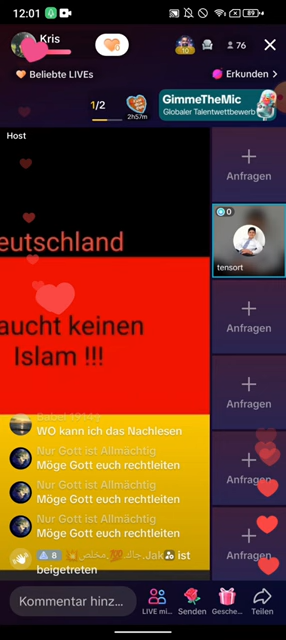 12:01
89
Kris
10
76
Beliebte LIVEs
Erkunden
1/2
2h57m
GimmeTheMic
Globaler Talentwettbewerb
Host
Anfragen
eutschland
0
tensort
aucht keinen
Islam !!!
Anfragen
Anfragen
WO kann ich das Nachlesen
Nur Gott ist Allmächtig
Möge Gott euch rechtleiten
Nur Gott ist Allmächtig
Möge Gott euch rechtleiten
Anfragen
Nur Gott ist Allmächtig
Möge Gott euch rechtleiten
8 ist
beigetreten
Anfragen
Kommentar hinz...
LIVE mi...
Senden
Gesche...
Teilen